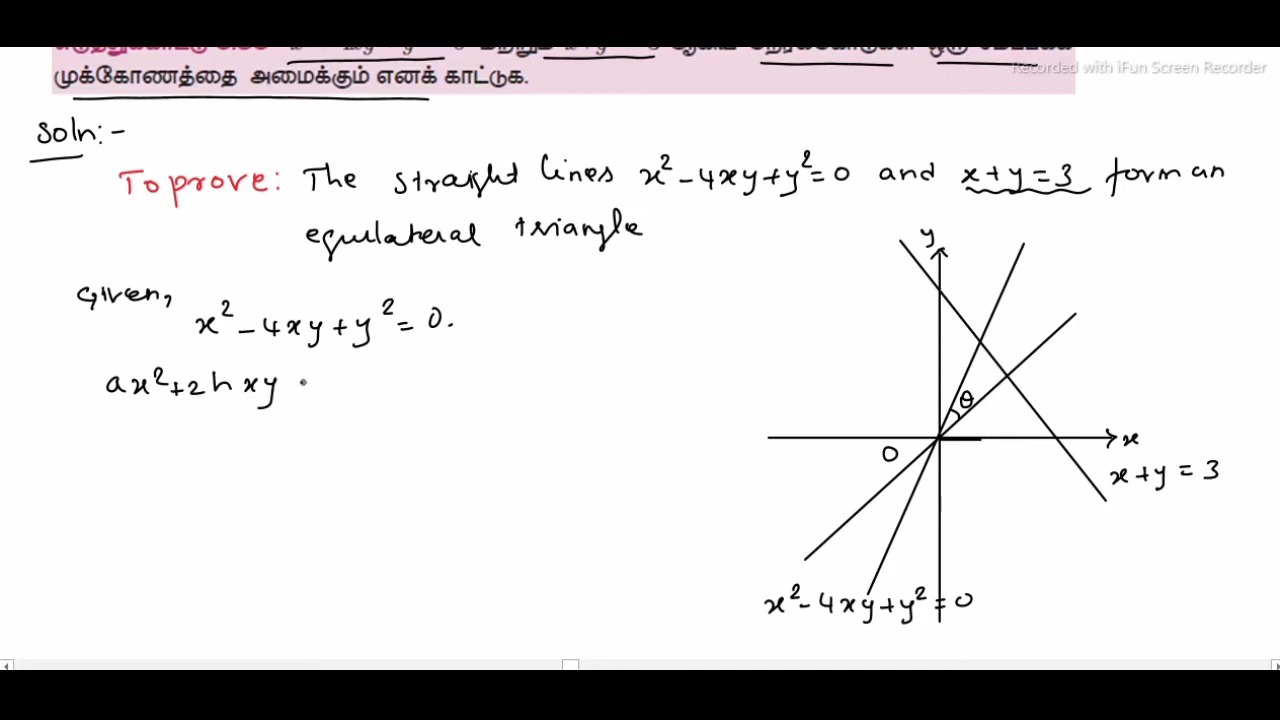 Recorded with iFun Screen Recorder
முக்கோணத்தை அமைக்கும் எனக் காட்டுக.
Soln:-
To prove: The straight lines x²-4xy+y²=0 and x+y=3 form an
equilateral triangle
Given,
x²-4xy+y²=0.
ax²+2hxy
y
θ
O
x
x+y=3
x²-4xy+y²=0